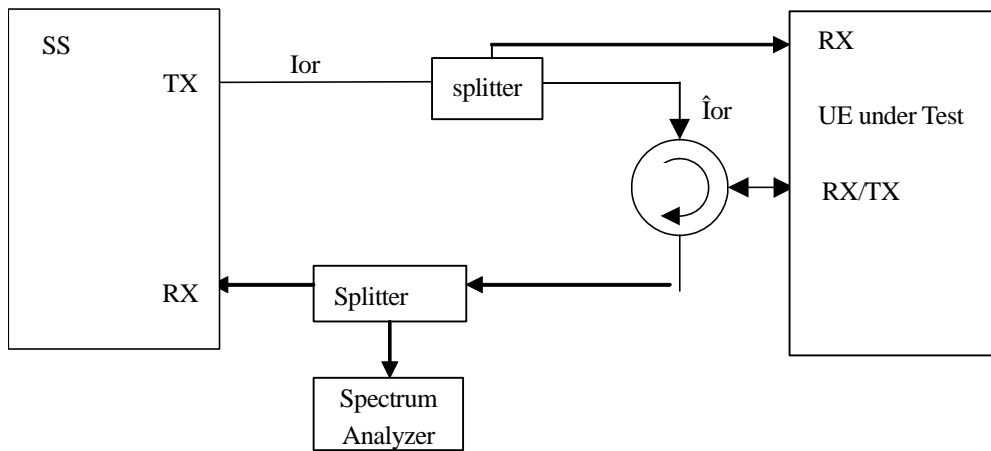 SS
TX
Ior
splitter
RX
Îor
UE under Test
RX/TX
RX
Splitter
Spectrum
Analyzer